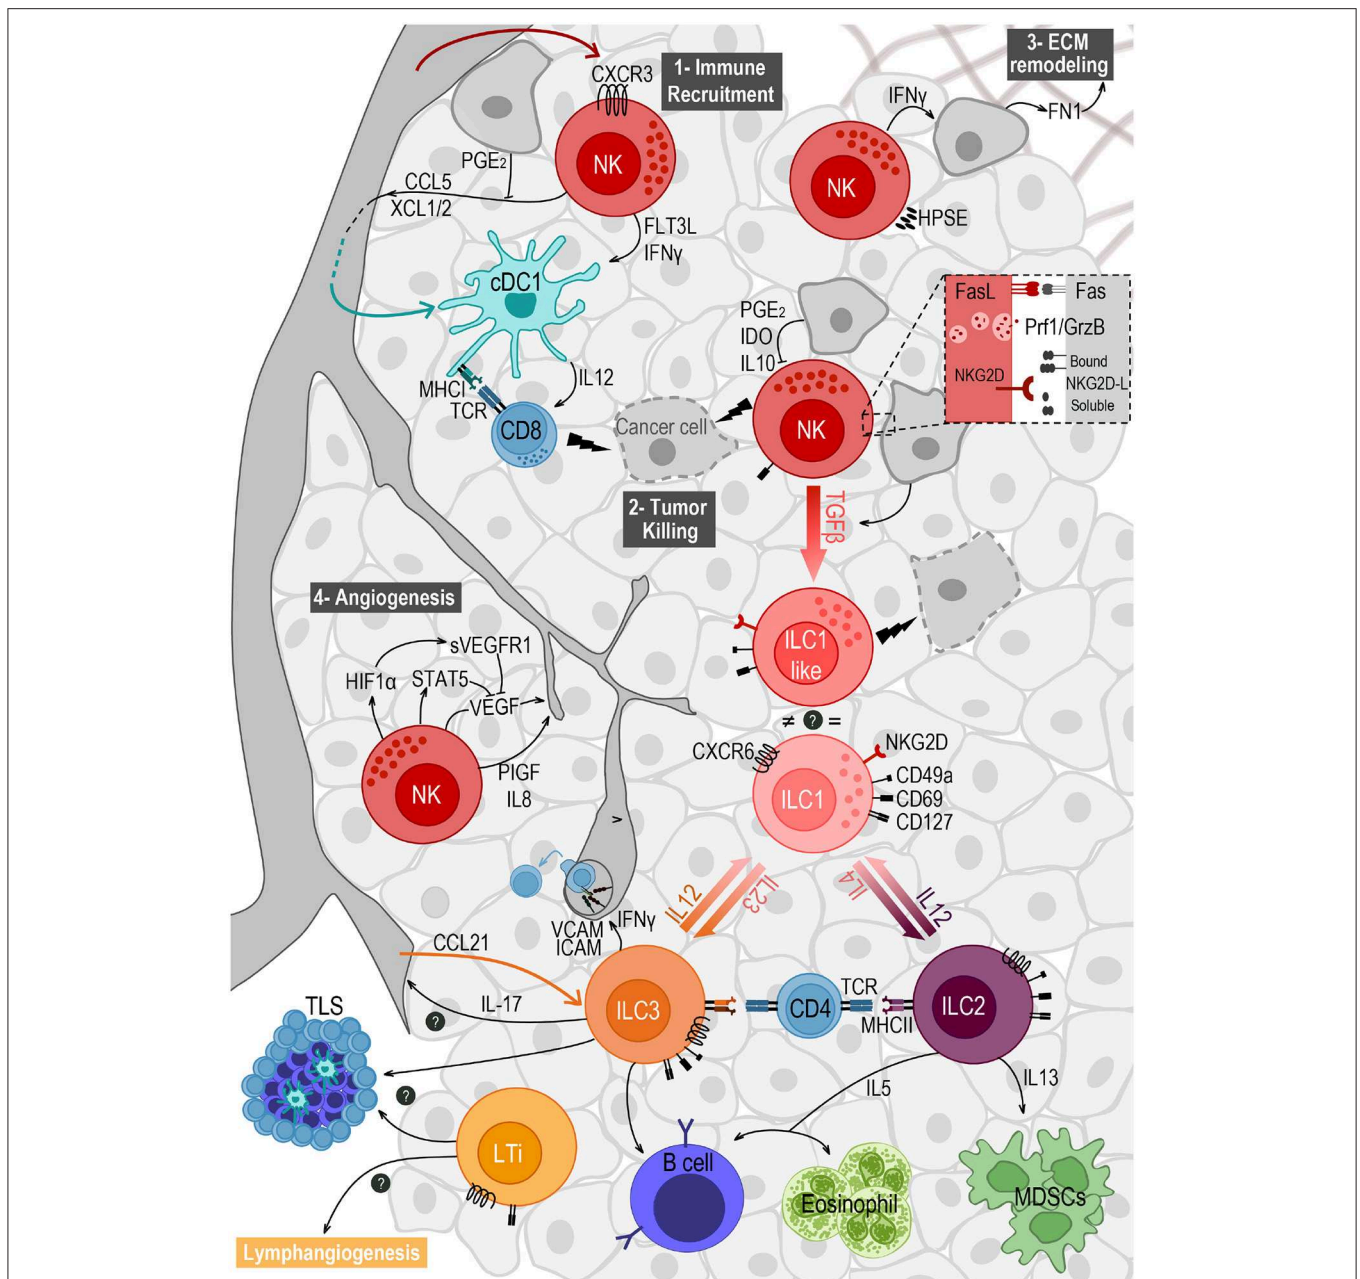 3- ECM
remodeling
1- Immune
Recruitment
CXCR3
NK
PGE₂
CCL5
XCL1/2
FLT3L
IFNγ
IFNγ
FN1
NK
HPSE
cDC1
MHCI
TCR
IL12
CD8
Cancer cell
PGE₂
IDO
IL10
NK
FasL
Fas
Prf1/GrzB
Bound
NKG2D
NKG2D-L
Soluble
2- Tumor
Killing
TGFβ
4- Angiogenesis
sVEGFR1
HIF1α
STAT5
VEGF
NK
PIGF
IL8
ILC1
like
≠ ? =
CXCR6
NKG2D
ILC1
CD49a
CD69
CD127
IL12
IL23
IL4
IL12
VCAM
ICAM
IFNγ
CCL21
IL-17
?
ILC3
CD4
TCR
MHCII
ILC2
TLS
?
IL5
IL13
LTi
?
B cell
Eosinophil
MDSCs
Lymphangiogenesis